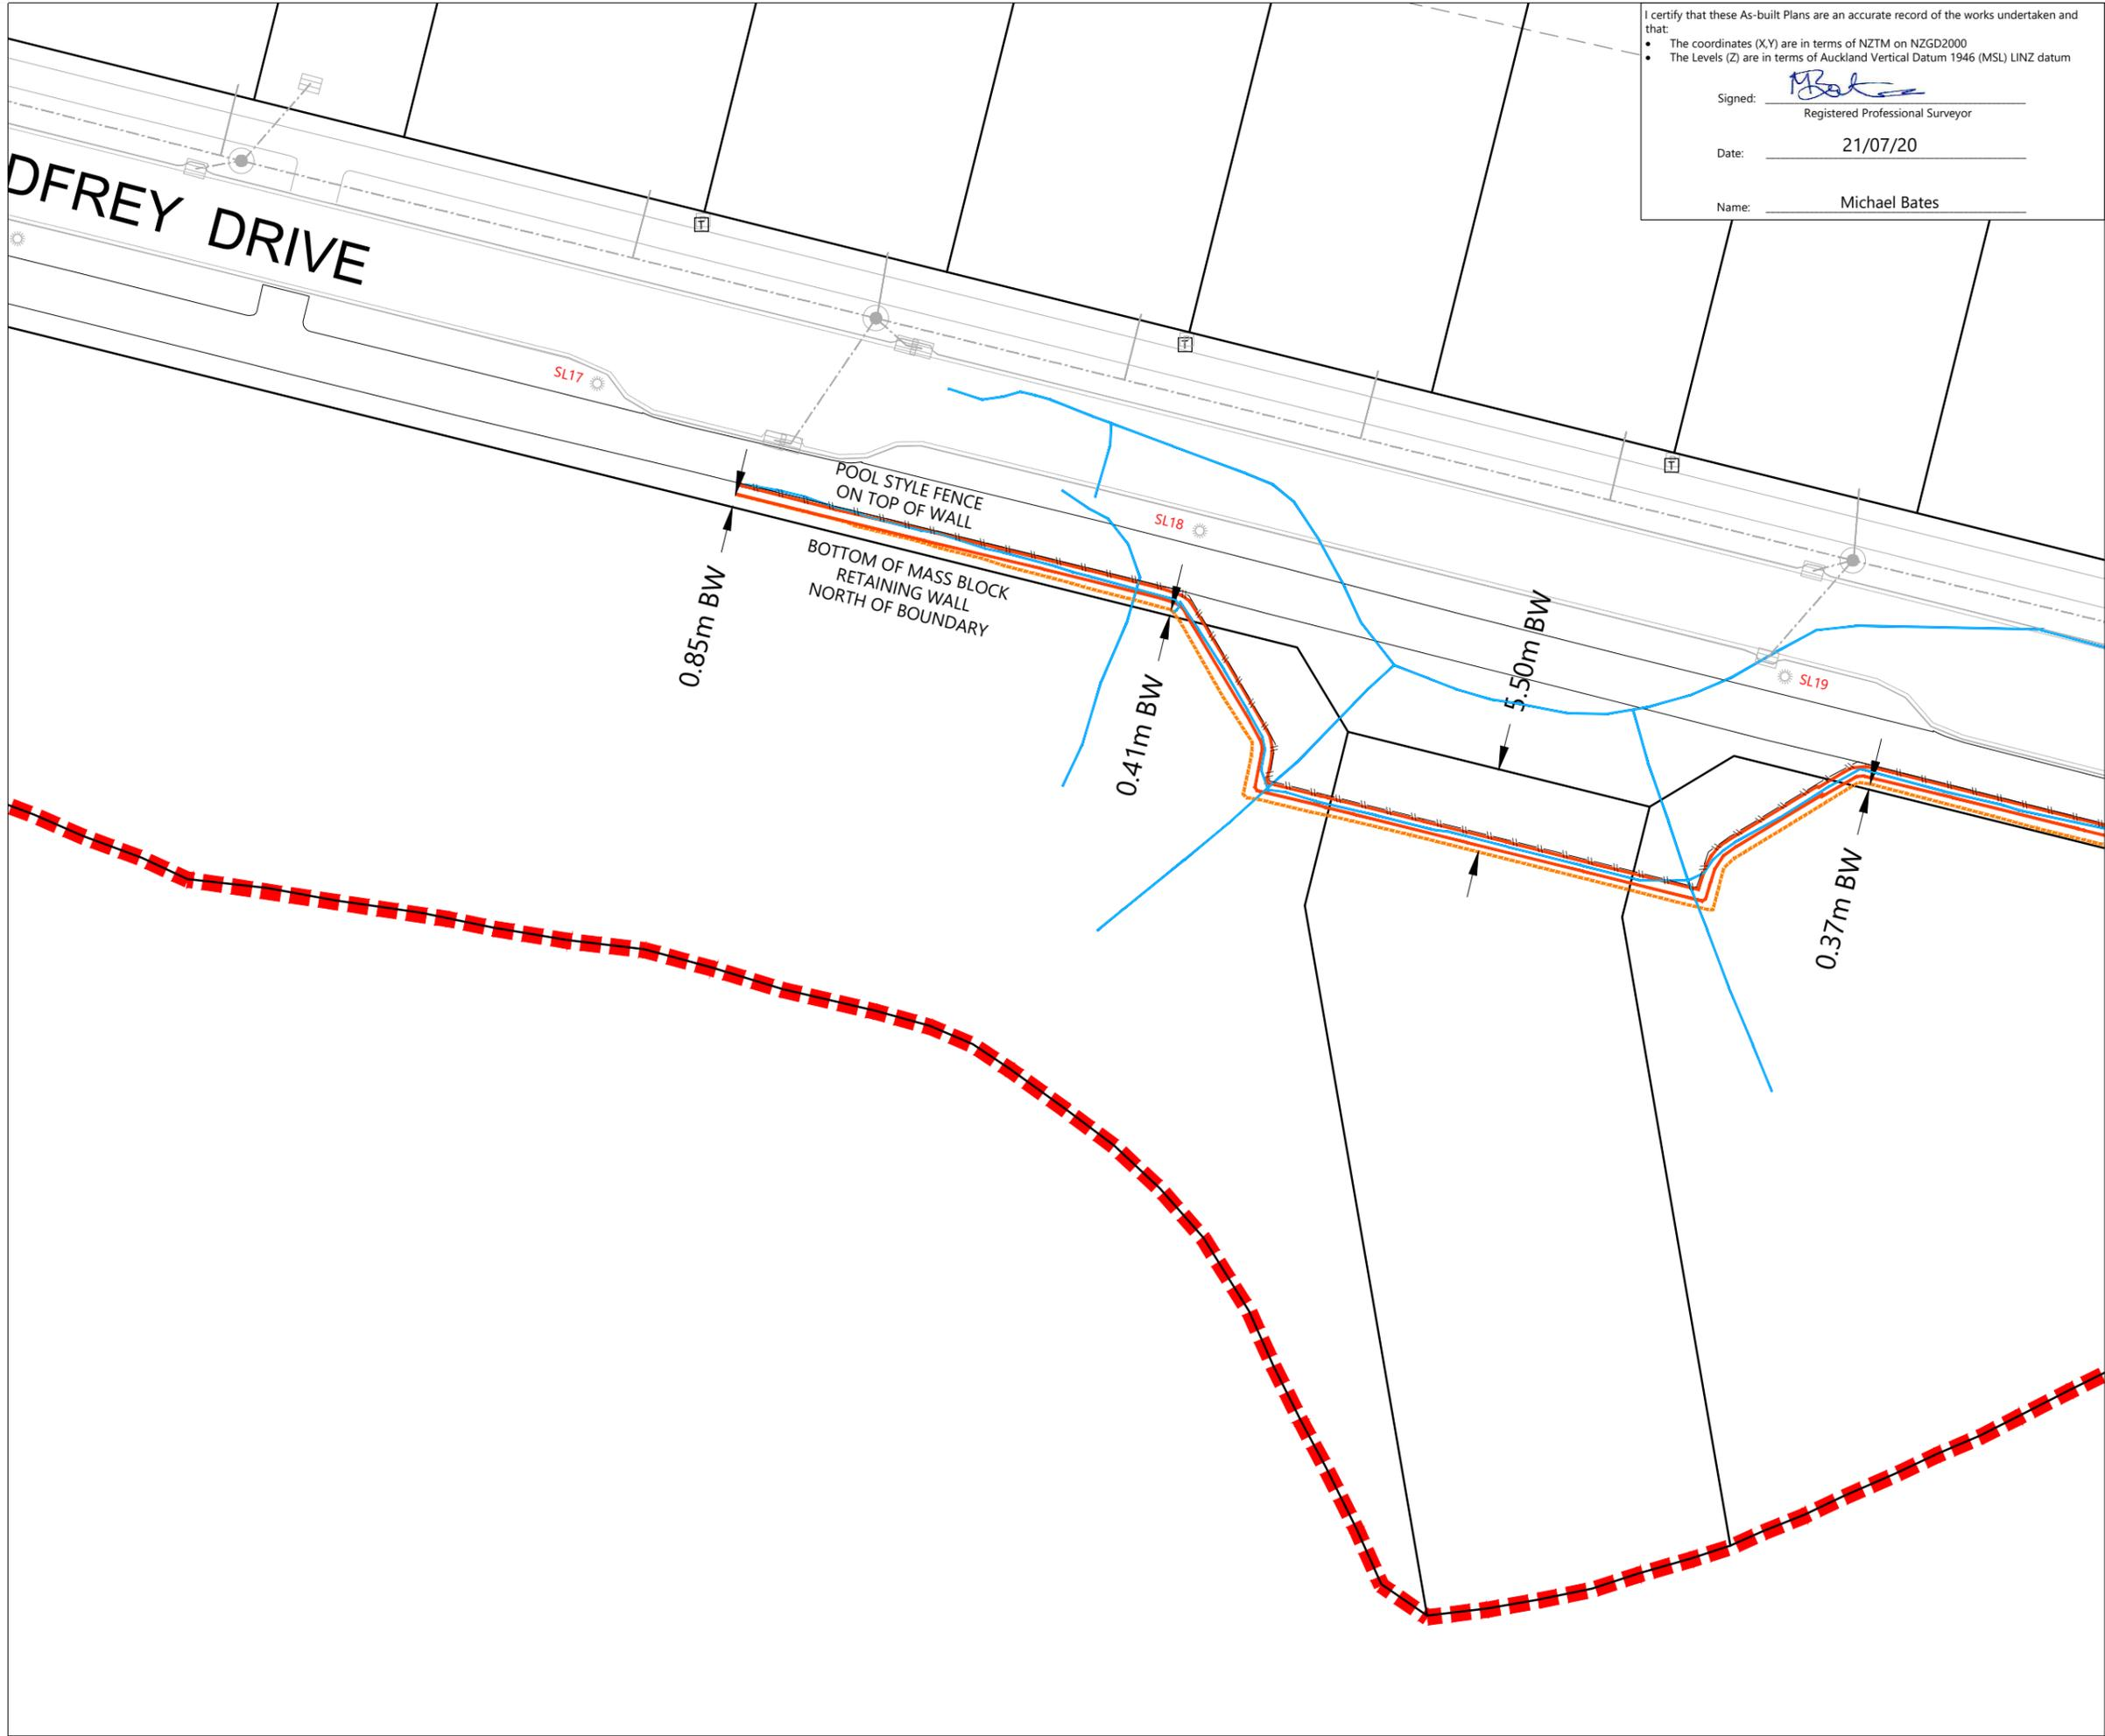 I certify that these As-built Plans are an accurate record of the works undertaken and
that:
• The coordinates (X,Y) are in terms of NZTM on NZGD2000
• The Levels (Z) are in terms of Auckland Vertical Datum 1946 (MSL) LINZ datum
Signed:
Registered Professional Surveyor
Date: 21/07/20
Name: Michael Bates
DFREY DRIVE
T
T
T
SL17
SL18
SL19
POOL STYLE FENCE
ON TOP OF WALL
BOTTOM OF MASS BLOCK
RETAINING WALL
NORTH OF BOUNDARY
0.85m BW
0.41m BW
5.50m BW
0.37m BW